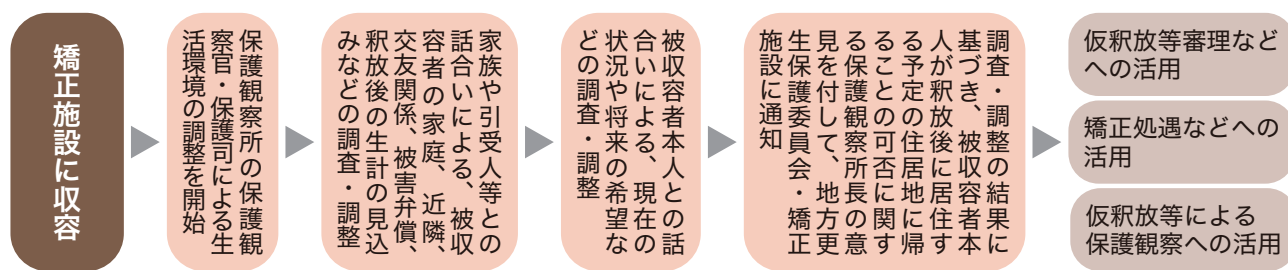 矯正施設に収容
保護観察所の保護観
察官・保護司による生
活環境の調整を開始
家族や引受人等との
話合いによる、被収
容者の家庭、近隣、
交友関係、被害弁償、
釈放後の生計の見込
みなどの調査・調整
被収容者本人との話
合いによる、現在の
状況や将来の希望な
どの調査・調整
調査・調整の結果に
基づき、被収容者本
人が釈放後に居住す
る予定の住居地に帰
ることの可否に関す
る保護観察所長の意
見を付して、地方更
生保護委員会・矯正
施設に通知
仮釈放等審理など
への活用
矯正処遇などへの
活用
仮釈放等による
保護観察への活用